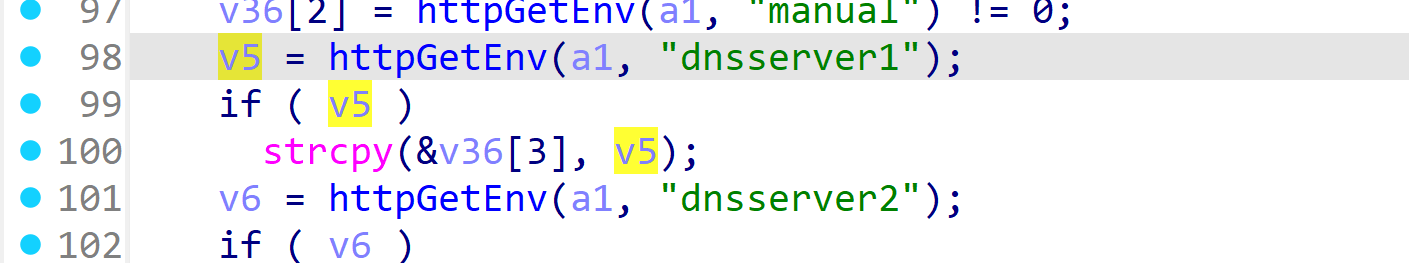 97 v36[2] = httpGetEnv(a1, "manual") != 0;
98 v5 = httpGetEnv(a1, "dnsserver1");
99 if ( v5 )
100 strcpy(&v36[3], v5);
101 v6 = httpGetEnv(a1, "dnsserver2");
102 if ( v6 )